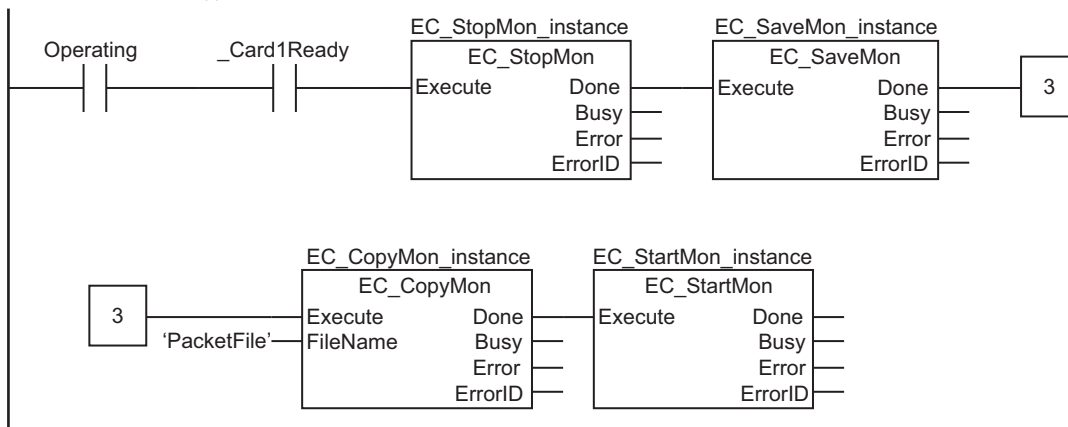 EC_StopMon_instance EC_SaveMon_instance
Operating _Card1Ready EC_StopMon EC_SaveMon
Execute Done Execute Done 3
Busy Busy
Error Error
ErrorID ErrorID
EC_CopyMon_instance EC_StartMon_instance
EC_CopyMon EC_StartMon
3 Execute Done Execute Done
‘PacketFile’ FileName Busy Busy
Error Error
ErrorID ErrorID